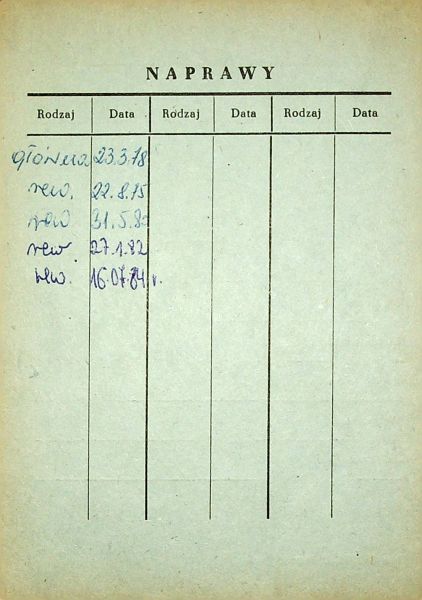 NAPRAWY
Rodzaj Data Rodzaj Data Rodzaj Data
główna 23.3.78
rew. 22.8.75
rew 31.5.8
rew. 27.1.82
rew. 16.07.84 r.